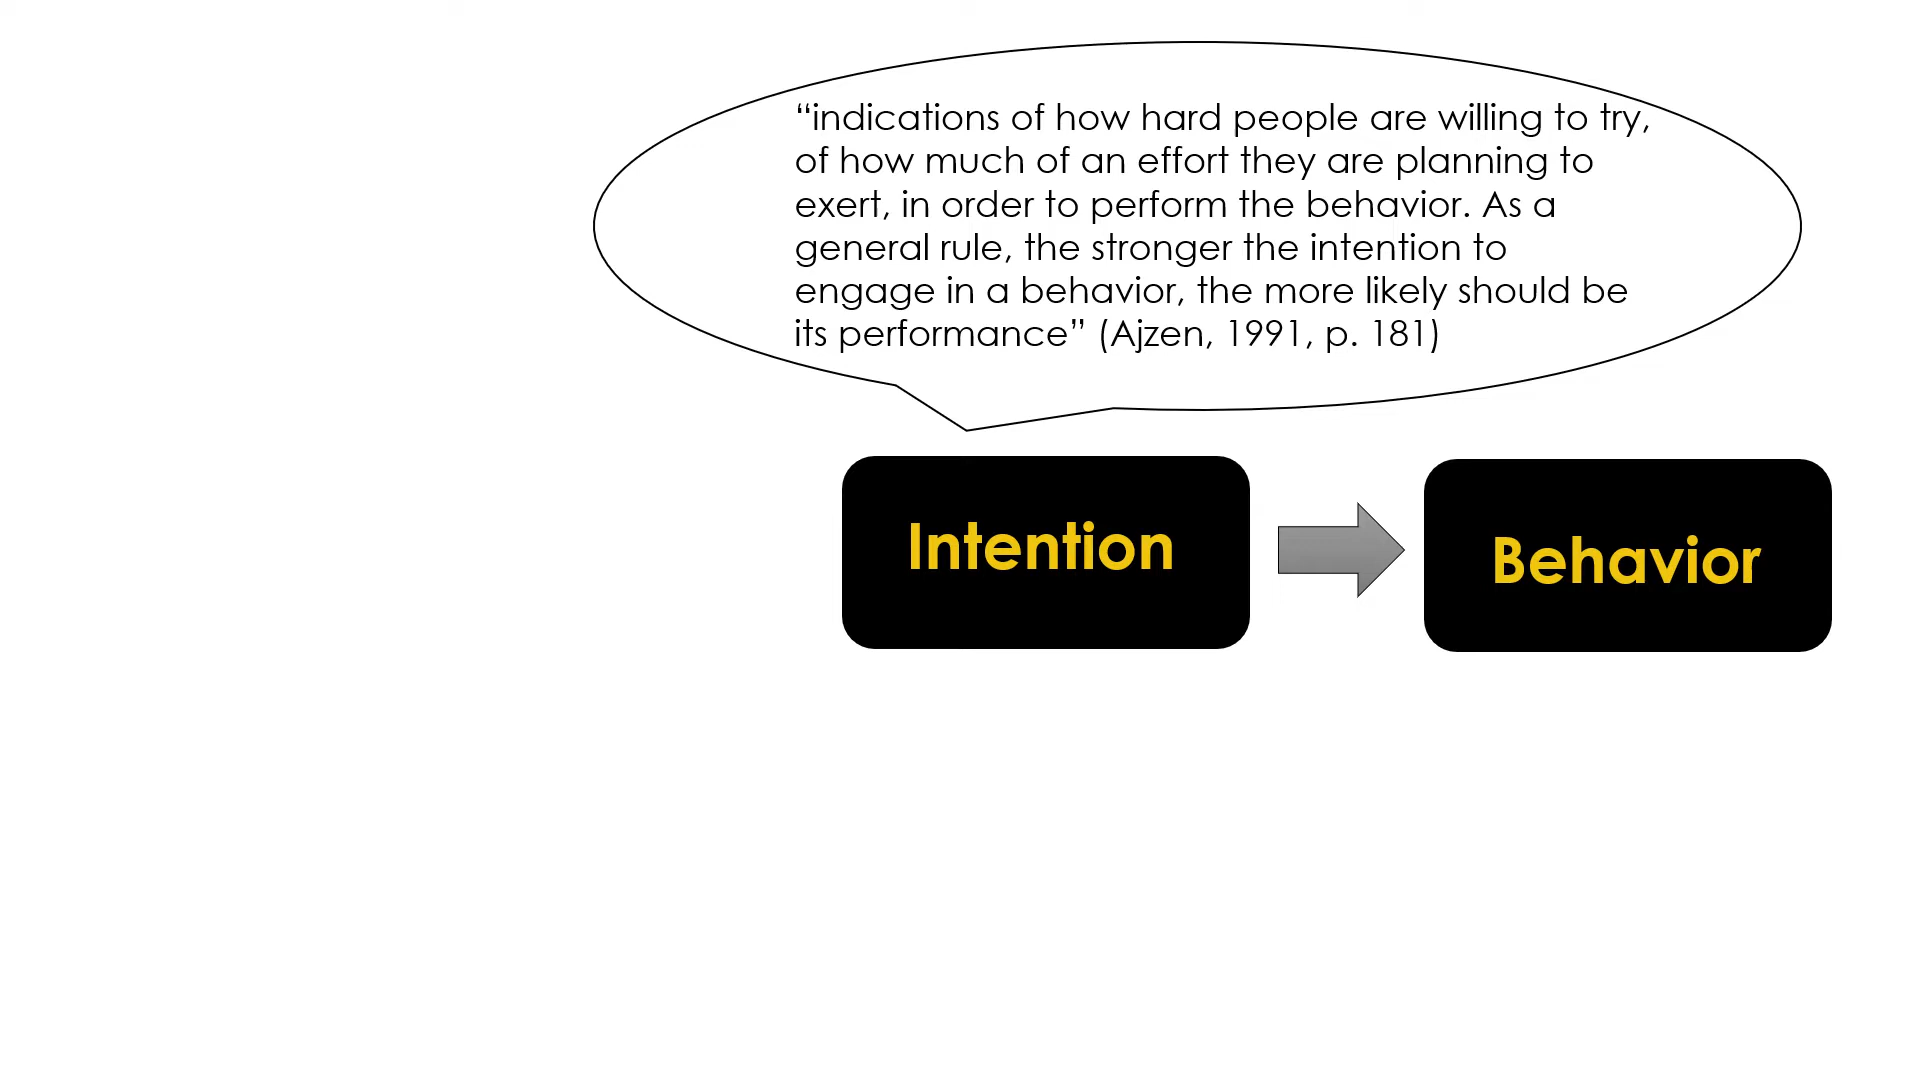 “indications of how hard people are willing to try,
of how much of an effort they are planning to
exert, in order to perform the behavior. As a
general rule, the stronger the intention to
engage in a behavior, the more likely should be
its performance” (Ajzen, 1991, p. 181)
Intention
Behavior